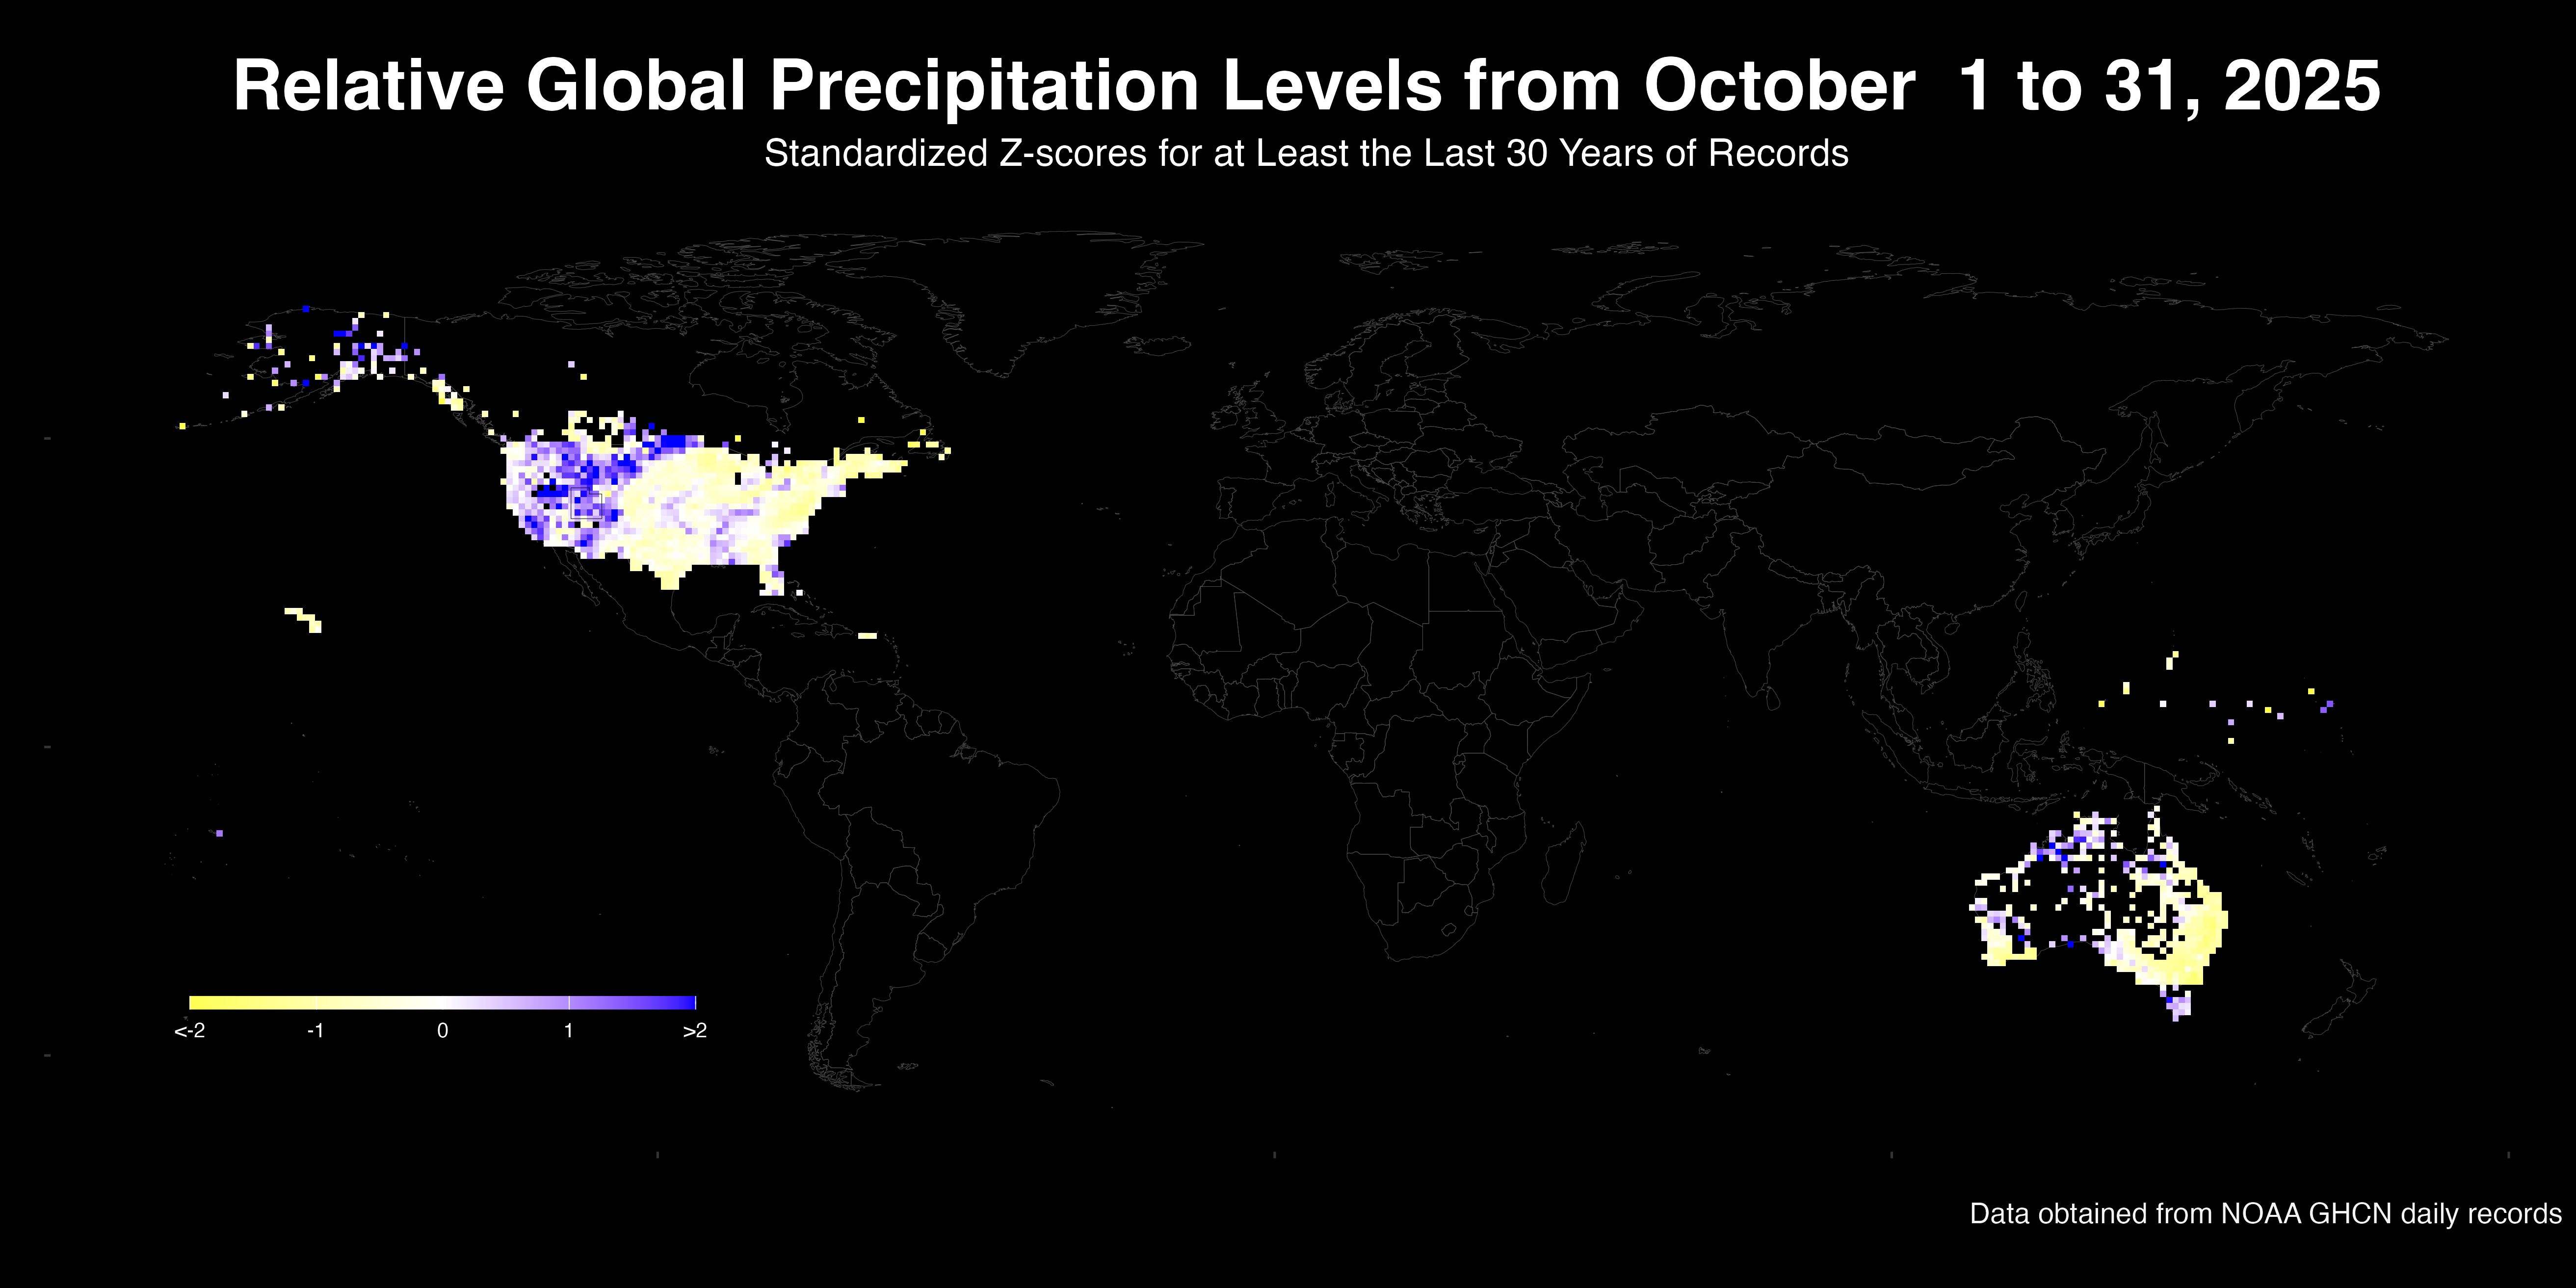 Relative Global Precipitation Levels from October  1 to 31, 2025
Standardized Z-scores for at Least the Last 30 Years of Records
<-2 -1 0 1 >2
Data obtained from NOAA GHCN daily records